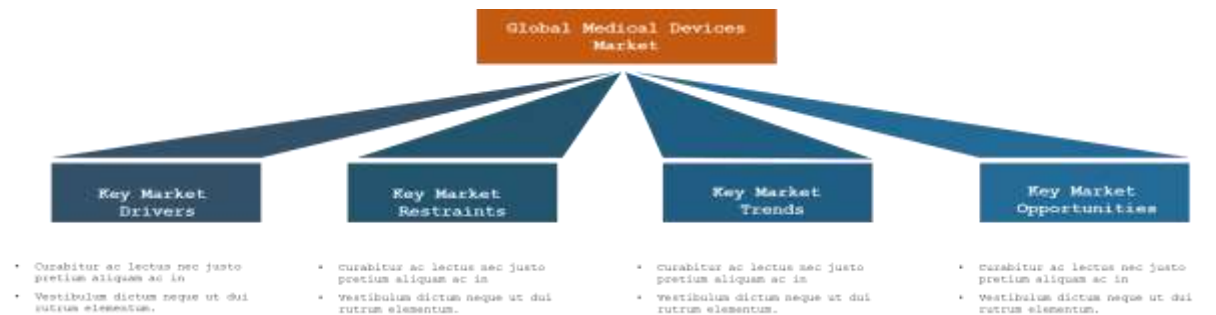 Global Medical Devices
Market
Key Market
Drivers
Key Market
Restraints
Key Market
Trends
Key Market
Opportunities
• Curabitur ac lectus nec justo
pretium aliquam ac in
• Vestibulum dictum neque ut dui
rutrum elementum.
• Curabitur ac lectus nec justo
pretium aliquam ac in
• Vestibulum dictum neque ut dui
rutrum elementum.
• Curabitur ac lectus nec justo
pretium aliquam ac in
• Vestibulum dictum neque ut dui
rutrum elementum.
• Curabitur ac lectus nec justo
pretium aliquam ac in
• Vestibulum dictum neque ut dui
rutrum elementum.